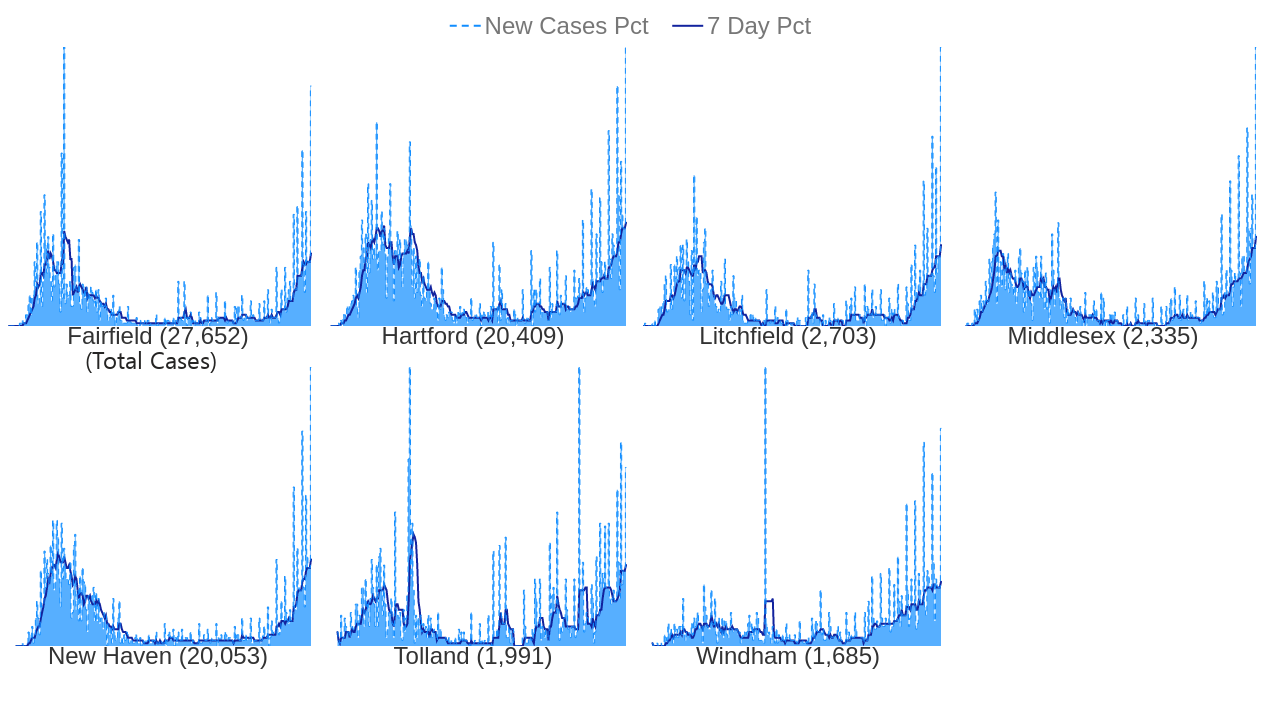 New Cases Pct 7 Day Pct
Fairfield (27,652)
(Total Cases)
Hartford (20,409)
Litchfield (2,703)
Middlesex (2,335)
New Haven (20,053)
Tolland (1,991)
Windham (1,685)